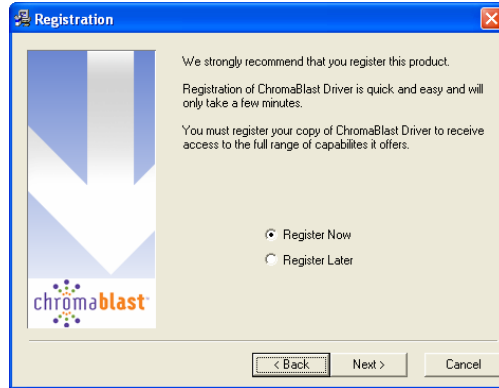 Registration
We strongly recommend that you register this product.
Registration of ChromaBlast Driver is quick and easy and will
only take a few minutes.
You must register your copy of ChromaBlast Driver to receive
access to the full range of capabilites it offers.
Register Now
Register Later
chromablast
< Back
Next >
Cancel